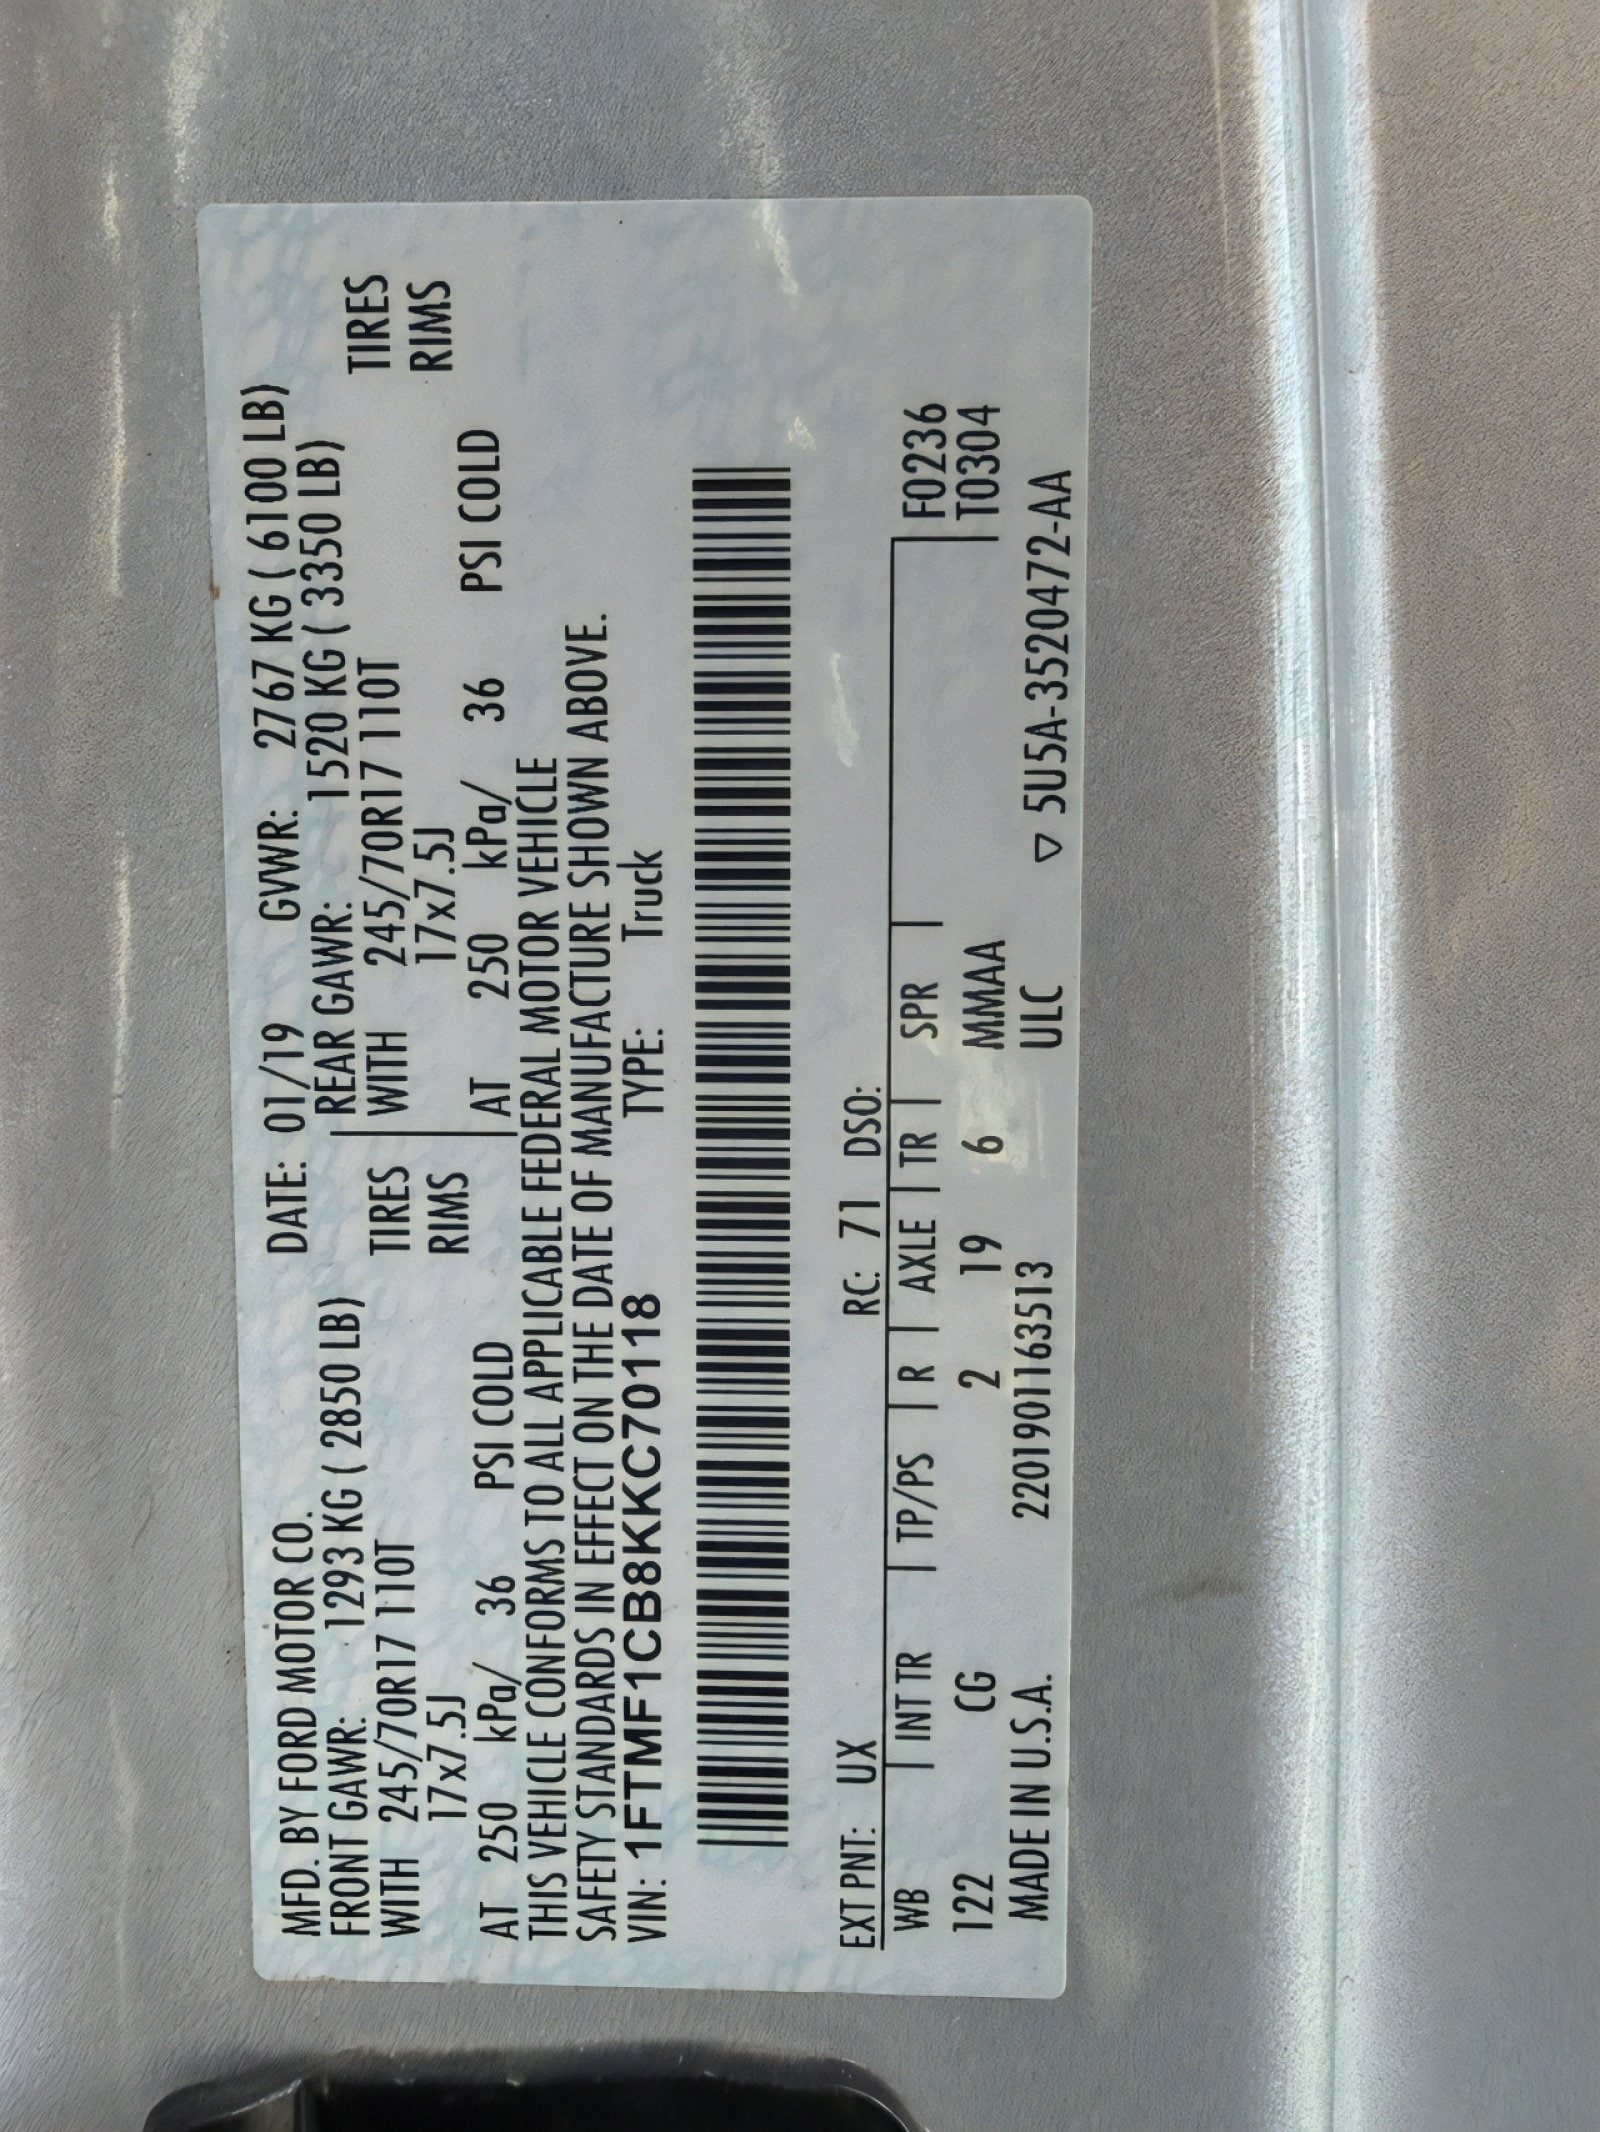 MFD. BY FORD MOTOR CO. DATE: 01/19 GVWR: 2767 KG ( 6100 LB)
FRONT GAWR: 1293 KG ( 2850 LB) REAR GAWR: 1520 KG ( 3350 LB)
WITH 245/70R17 110T TIRES WITH 245/70R17 110T TIRES
17x7.5J RIMS 17x7.5J RIMS
AT 250 kPa/ 36 PSI COLD AT 250 kPa/ 36 PSI COLD
THIS VEHICLE CONFORMS TO ALL APPLICABLE FEDERAL MOTOR VEHICLE
SAFETY STANDARDS IN EFFECT ON THE DATE OF MANUFACTURE SHOWN ABOVE.
VIN: 1FTMF1CB8KKC70118 TYPE: Truck
EXT PNT: UX RC: 71 DSO:
WB | INT TR | TP/PS | R | AXLE | TR | SPR | F0236
122 CG 2 19 6 MMAA T0304
MADE IN U.S.A. 220190116351​3 ULC ▽ 5U5A-3520472-AA